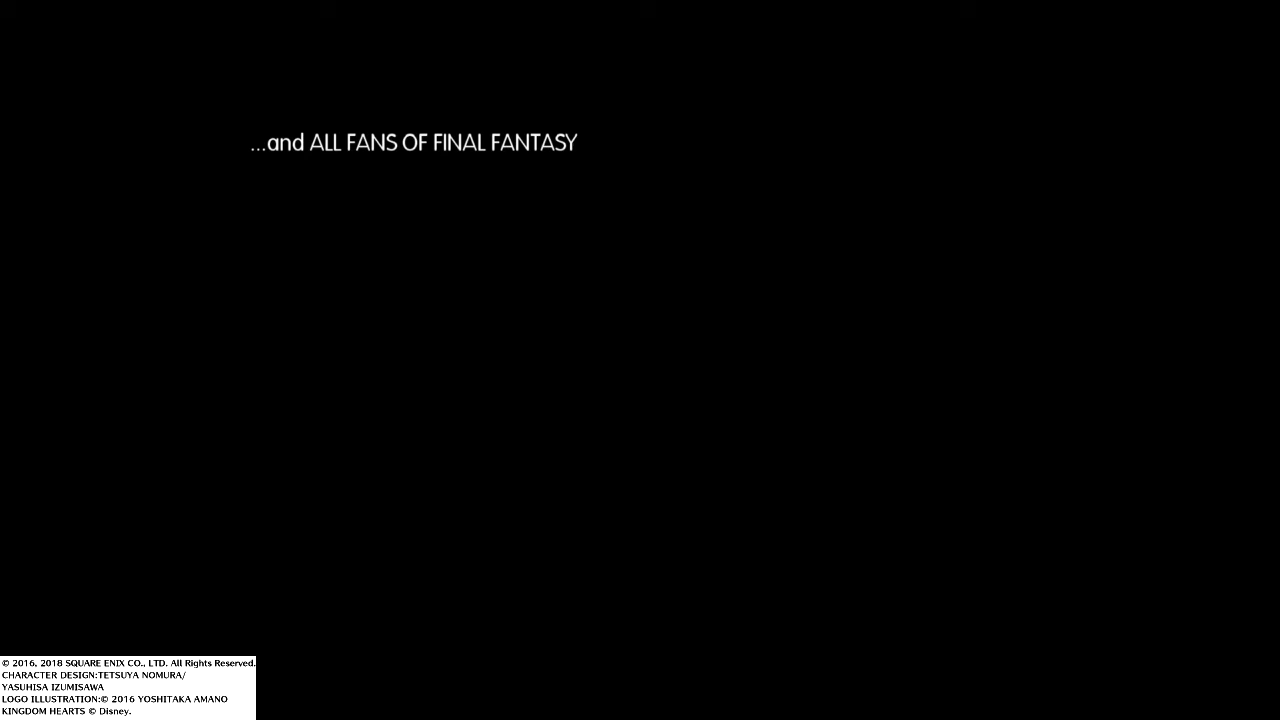 ...and ALL FANS OF FINAL FANTASY
© 2016, 2018 SQUARE ENIX CO., LTD. All Rights Reserved.
CHARACTER DESIGN:TETSUYA NOMURA/
YASUHISA IZUMISAWA
LOGO ILLUSTRATION:© 2016 YOSHITAKA AMANO
KINGDOM HEARTS © Disney.